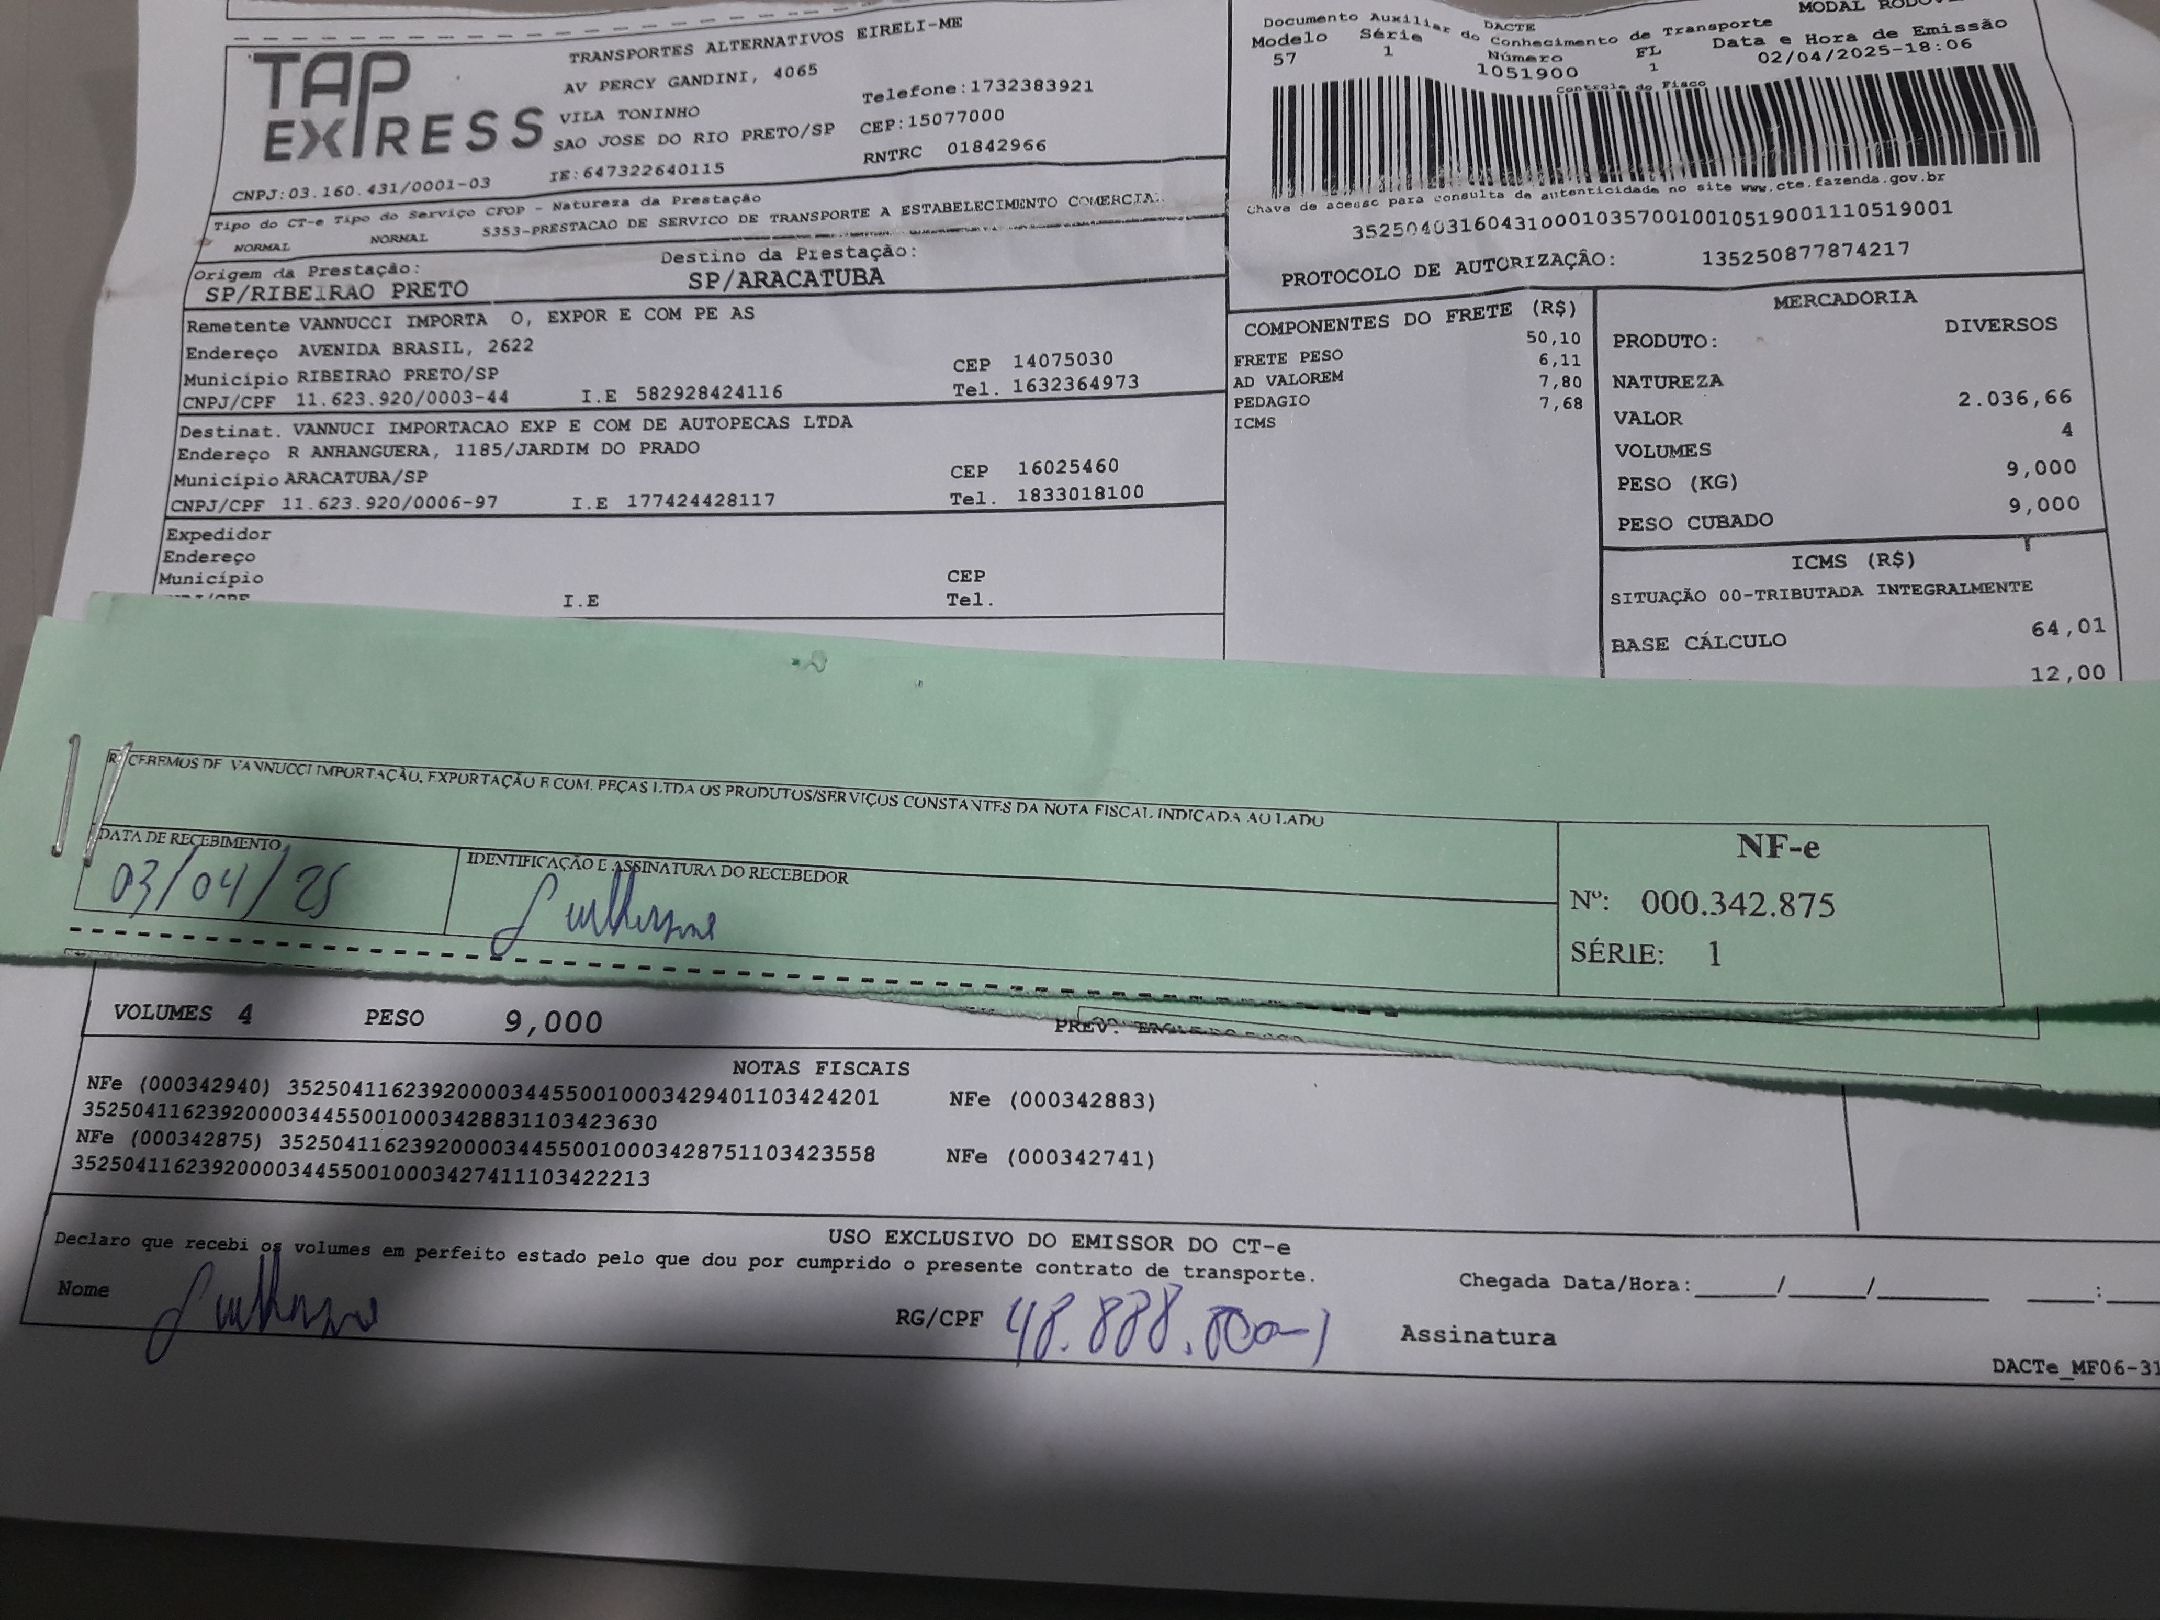 TAP EXPRESS
TRANSPORTES ALTERNATIVOS EIRELI-ME
AV PERCY GANDINI, 4065
VILA TONINHO Telefone:1732383921
SAO JOSE DO RIO PRETO/SP CEP:15077000
CNPJ:03.160.431/0001-03 IE:647322640115 RNTRC 01842966
Tipo do CT-e Tipo do Serviço CFOP - Natureza da Prestação
NORMAL NORMAL 5353-PRESTACAO DE SERVICO DE TRANSPORTE A ESTABELECIMENTO COMERCIAL
Origem da Prestação: Destino da Prestação:
SP/RIBEIRAO PRETO SP/ARACATUBA
Remetente VANNUCCI IMPORTA O, EXPOR E COM PE AS
Endereço AVENIDA BRASIL, 2622
Município RIBEIRAO PRETO/SP CEP 14075030
CNPJ/CPF 11.623.920/0003-44 I.E 582928424116 Tel. 1632364973
Destinat. VANNUCI IMPORTACAO EXP E COM DE AUTOPECAS LTDA
Endereço R ANHANGUERA, 1185/JARDIM DO PRADO
Município ARACATUBA/SP CEP 16025460
CNPJ/CPF 11.623.920/0006-97 I.E 177424428117 Tel. 1833018100
Expedidor
Endereço
Município CEP
I.E Tel.
MODAL
DACTE
Documento Auxiliar do Conhecimento de Transporte
Modelo Série Número FL Data e Hora de Emissão
57 1 1051900 1 02/04/2025-18:06
Controle do Fisco
Chave de acesso para consulta de autenticidade no site www.cte.fazenda.gov.br
35250403160431000103570010010519001110519001
PROTOCOLO DE AUTORIZAÇÃO: 135250877874217
COMPONENTES DO FRETE (R$)
FRETE PESO 50,10
AD VALOREM 6,11
PEDAGIO 7,80
ICMS 7,68
MERCADORIA
PRODUTO: DIVERSOS
NATUREZA
VALOR 2.036,66
VOLUMES 4
PESO (KG) 9,000
PESO CUBADO 9,000
ICMS (R$)
SITUAÇÃO 00-TRIBUTADA INTEGRALMENTE
BASE CÁLCULO 64,01
12,00
RECEBEMOS DE VANNUCCI IMPORTAÇÃO, EXPORTAÇÃO E COM. PEÇAS LTDA OS PRODUTOS/SERVIÇOS CONSTANTES DA NOTA FISCAL INDICADA AO LADO
DATA DE RECEBIMENTO IDENTIFICAÇÃO E ASSINATURA DO RECEBEDOR
03/04/25 Guilherme
NF-e
Nº: 000.342.875
SÉRIE: 1
VOLUMES 4 PESO 9,000 PREV.
NOTAS FISCAIS
NFe (000342940) 35250411623920000344550010003429401103424201 NFe (000342883)
35250411623920000344550010003428831103423630
NFe (000342875) 35250411623920000344550010003428751103423558 NFe (000342741)
35250411623920000344550010003427411103422213
USO EXCLUSIVO DO EMISSOR DO CT-e
Declaro que recebi os volumes em perfeito estado pelo que dou por cumprido o presente contrato de transporte.
Nome Guilherme RG/CPF 48.888. Chegada Data/Hora:
Assinatura
DACTe_MF06-31